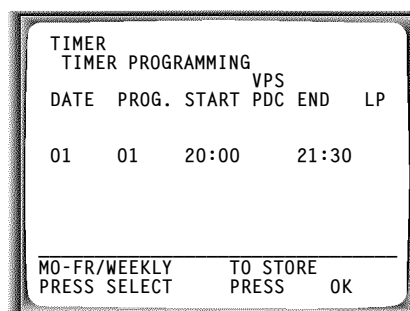 TIMER
TIMER PROGRAMMING
VPS
DATE PROG. START PDC END LP
01 01 20:00 21:30
MO-FR/WEEKLY TO STORE
PRESS SELECT PRESS OK